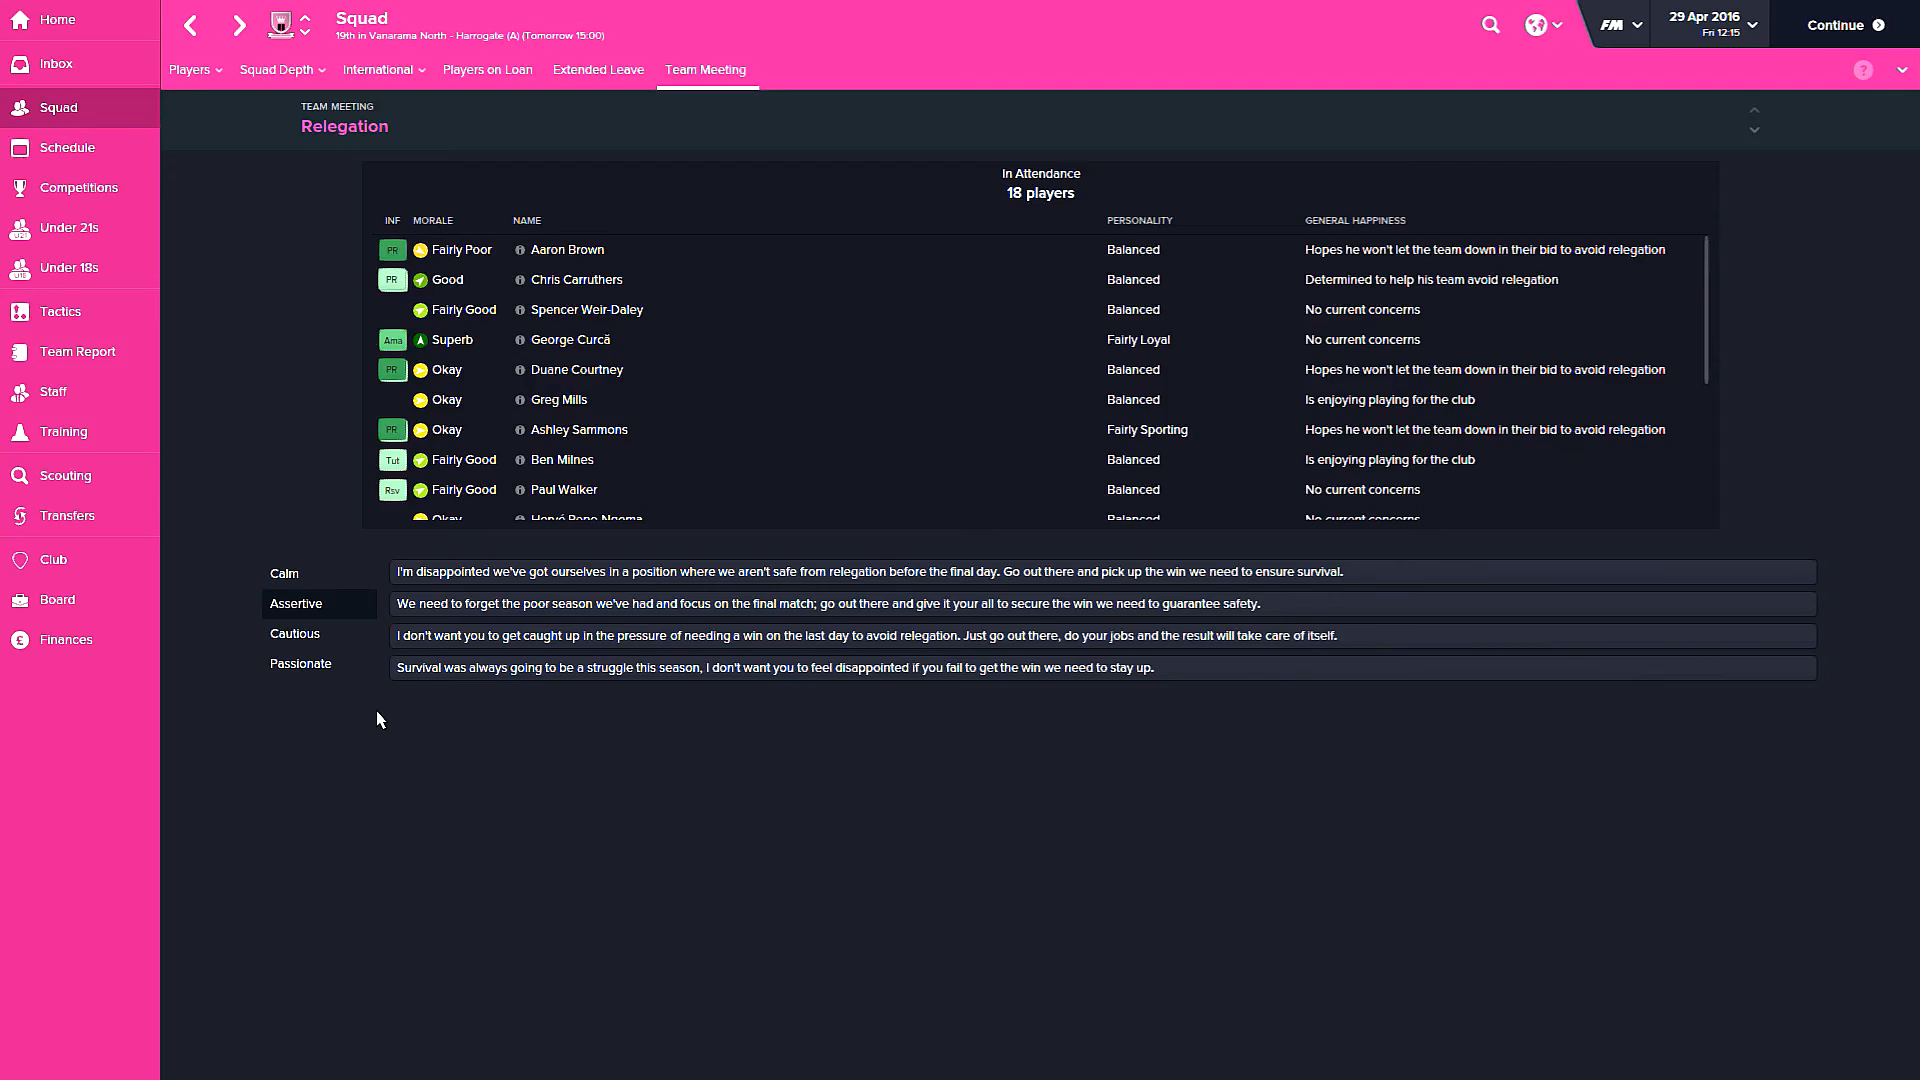 Home
Inbox
Squad
Schedule
Competitions
Under 21s
Under 18s
Tactics
Team Report
Staff
Training
Scouting
Transfers
Club
Board
Finances
Squad
19th in Vanarama North - Harrogate (A) (Tomorrow 15:00)
FM
29 Apr 2016
Fri 12:15
Continue
Players
Squad Depth
International
Players on Loan
Extended Leave
Team Meeting
?
TEAM MEETING
Relegation
In Attendance
18 players
INF MORALE NAME PERSONALITY GENERAL HAPPINESS
PR Fairly Poor Aaron Brown Balanced Hopes he won't let the team down in their bid to avoid relegation
PR Good Chris Carruthers Balanced Determined to help his team avoid relegation
Fairly Good Spencer Weir-Daley Balanced No current concerns
Ama Superb George Curcă Fairly Loyal No current concerns
PR Okay Duane Courtney Balanced Hopes he won't let the team down in their bid to avoid relegation
Okay Greg Mills Balanced Is enjoying playing for the club
PR Okay Ashley Sammons Fairly Sporting Hopes he won't let the team down in their bid to avoid relegation
Tut Fairly Good Ben Milnes Balanced Is enjoying playing for the club
Rsv Fairly Good Paul Walker Balanced No current concerns
Okay Balanced No current concerns
Calm
Assertive
Cautious
Passionate
I'm disappointed we've got ourselves in a position where we aren't safe from relegation before the final day. Go out there and pick up the win we need to ensure survival.
We need to forget the poor season we've had and focus on the final match; go out there and give it your all to secure the win we need to guarantee safety.
I don't want you to get caught up in the pressure of needing a win on the last day to avoid relegation. Just go out there, do your jobs and the result will take care of itself.
Survival was always going to be a struggle this season, I don't want you to feel disappointed if you fail to get the win we need to stay up.